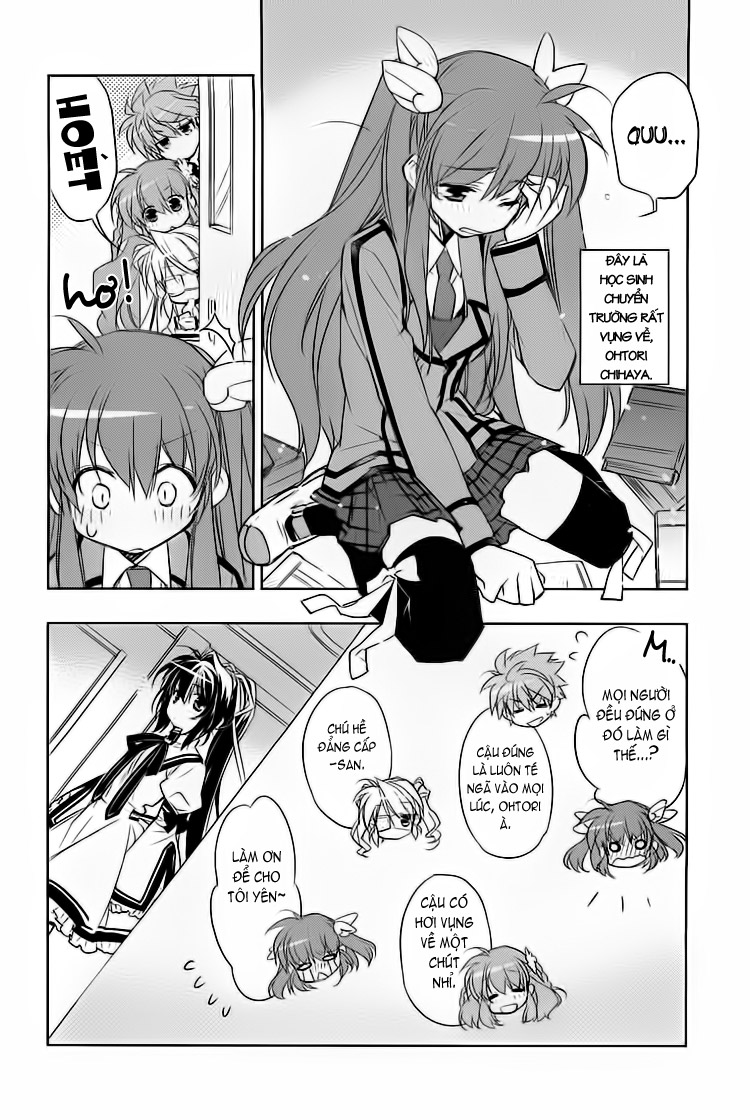 QUU...
ĐÂY LÀ
HỌC SINH
CHUYỂN
TRƯỜNG RẤT
VỤNG VỀ,
OHTORI
CHIHAYA.
HOÉT
HƠ!
M..
MỌI NGƯỜI
ĐỀU ĐÚNG Ở
ĐÓ LÀM GÌ
THẾ...?
CẬU ĐÚNG
LÀ LUÔN TÉ
NGÃ VÀO MỌI
LÚC, OHTORI
À.
CHÚ HỀ
ĐẲNG CẤP
-SAN.
CẬU CÓ
HƠI VỤNG
VỀ MỘT
CHÚT
NHỈ.
LÀM ƠN
ĐỂ CHO
TÔI YÊN~